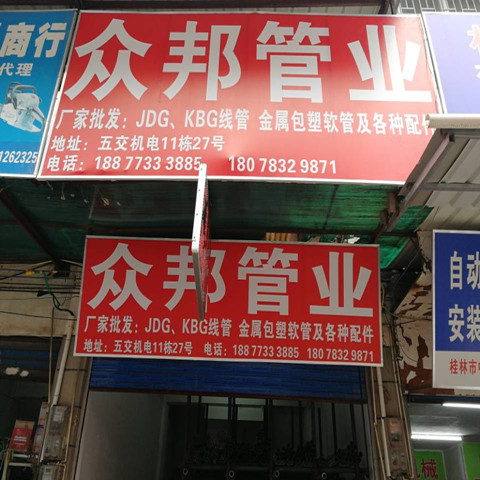 商行
代理
1262325
众邦管业
厂家批发：JDG、KBG线管 金属包塑软管及各种配件
地址：五交机电11栋27号
电话：188 7733 3885 180 7832 9871
众邦管业
厂家批发：JDG、KBG线管 金属包塑软管及各种配件
地址：五交机电11栋27号 电话：188 7733 3885 180 7832 9871
自动
安装
桂林市
械